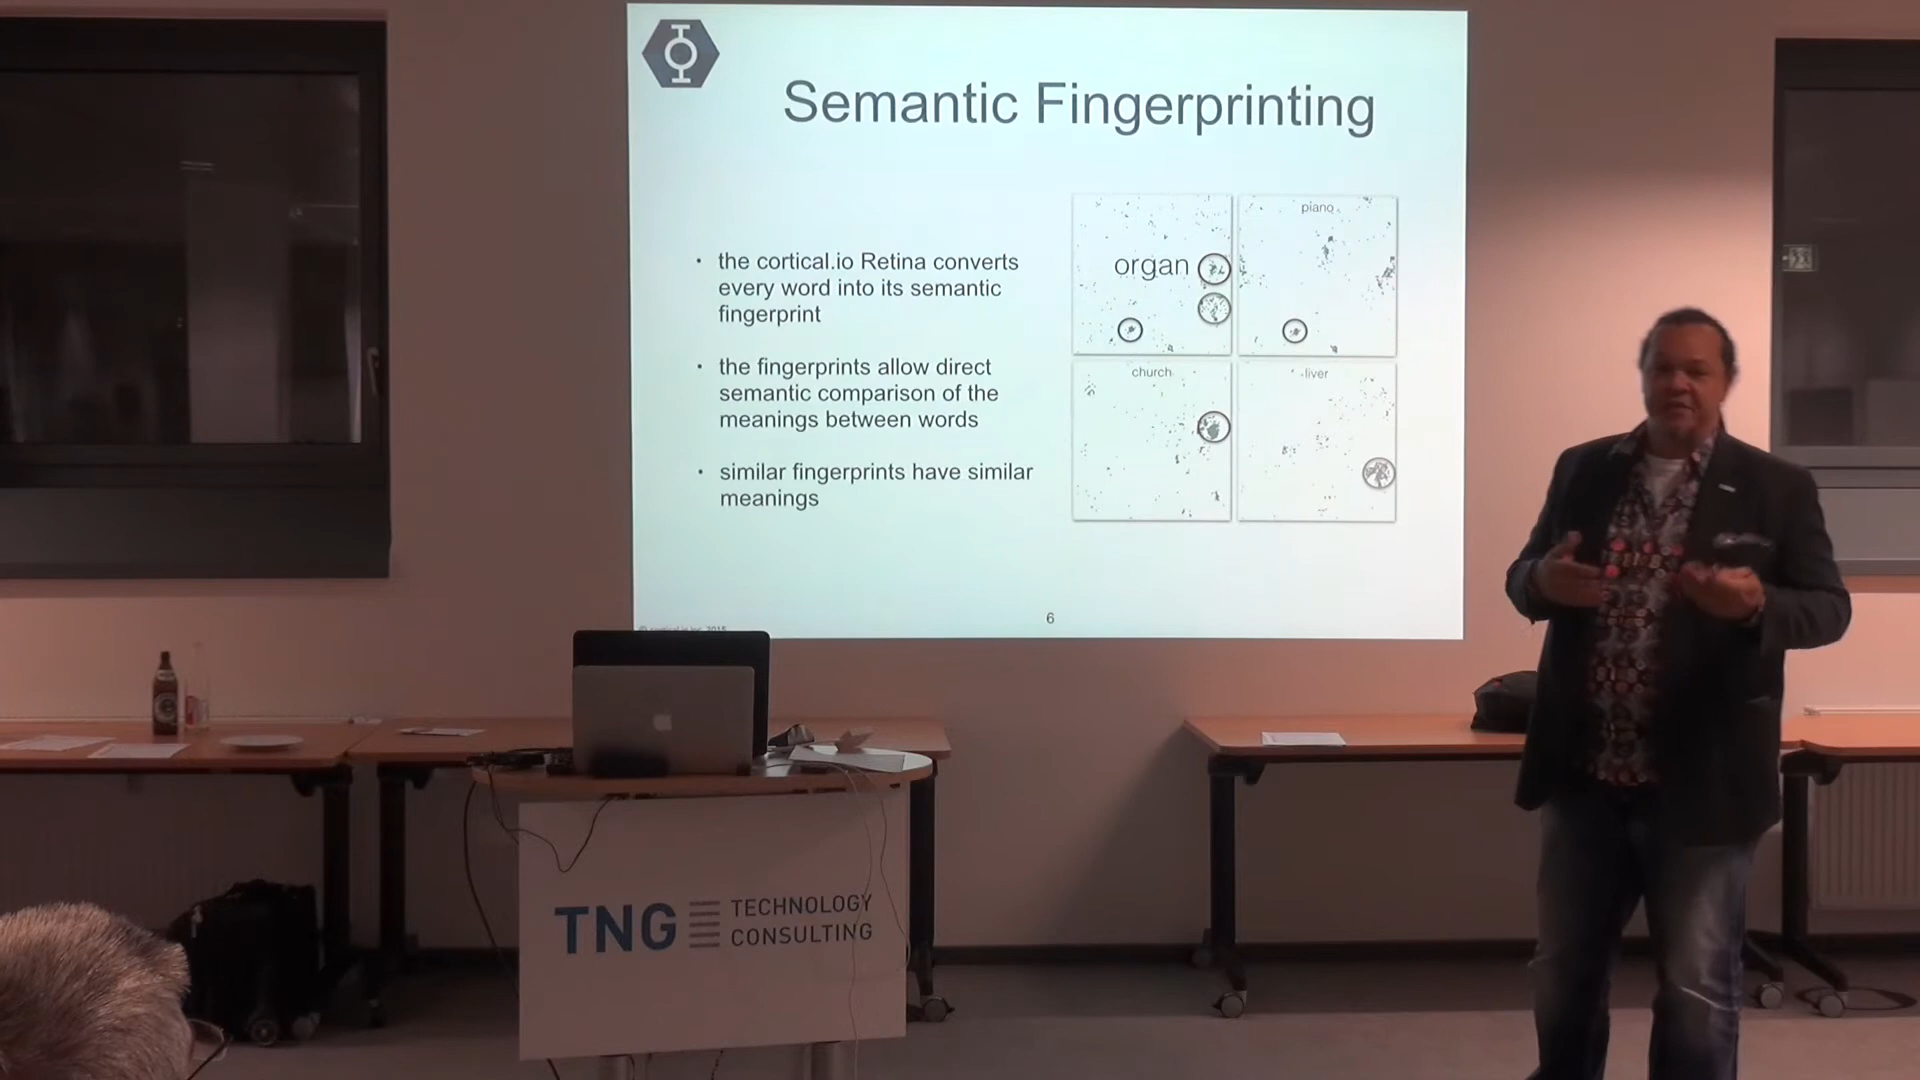 Semantic Fingerprinting
• the cortical.io Retina converts
every word into its semantic
fingerprint
• the fingerprints allow direct
semantic comparison of the
meanings between words
• similar fingerprints have similar
meanings
organ
piano
church
liver
6
TNG TECHNOLOGY
CONSULTING